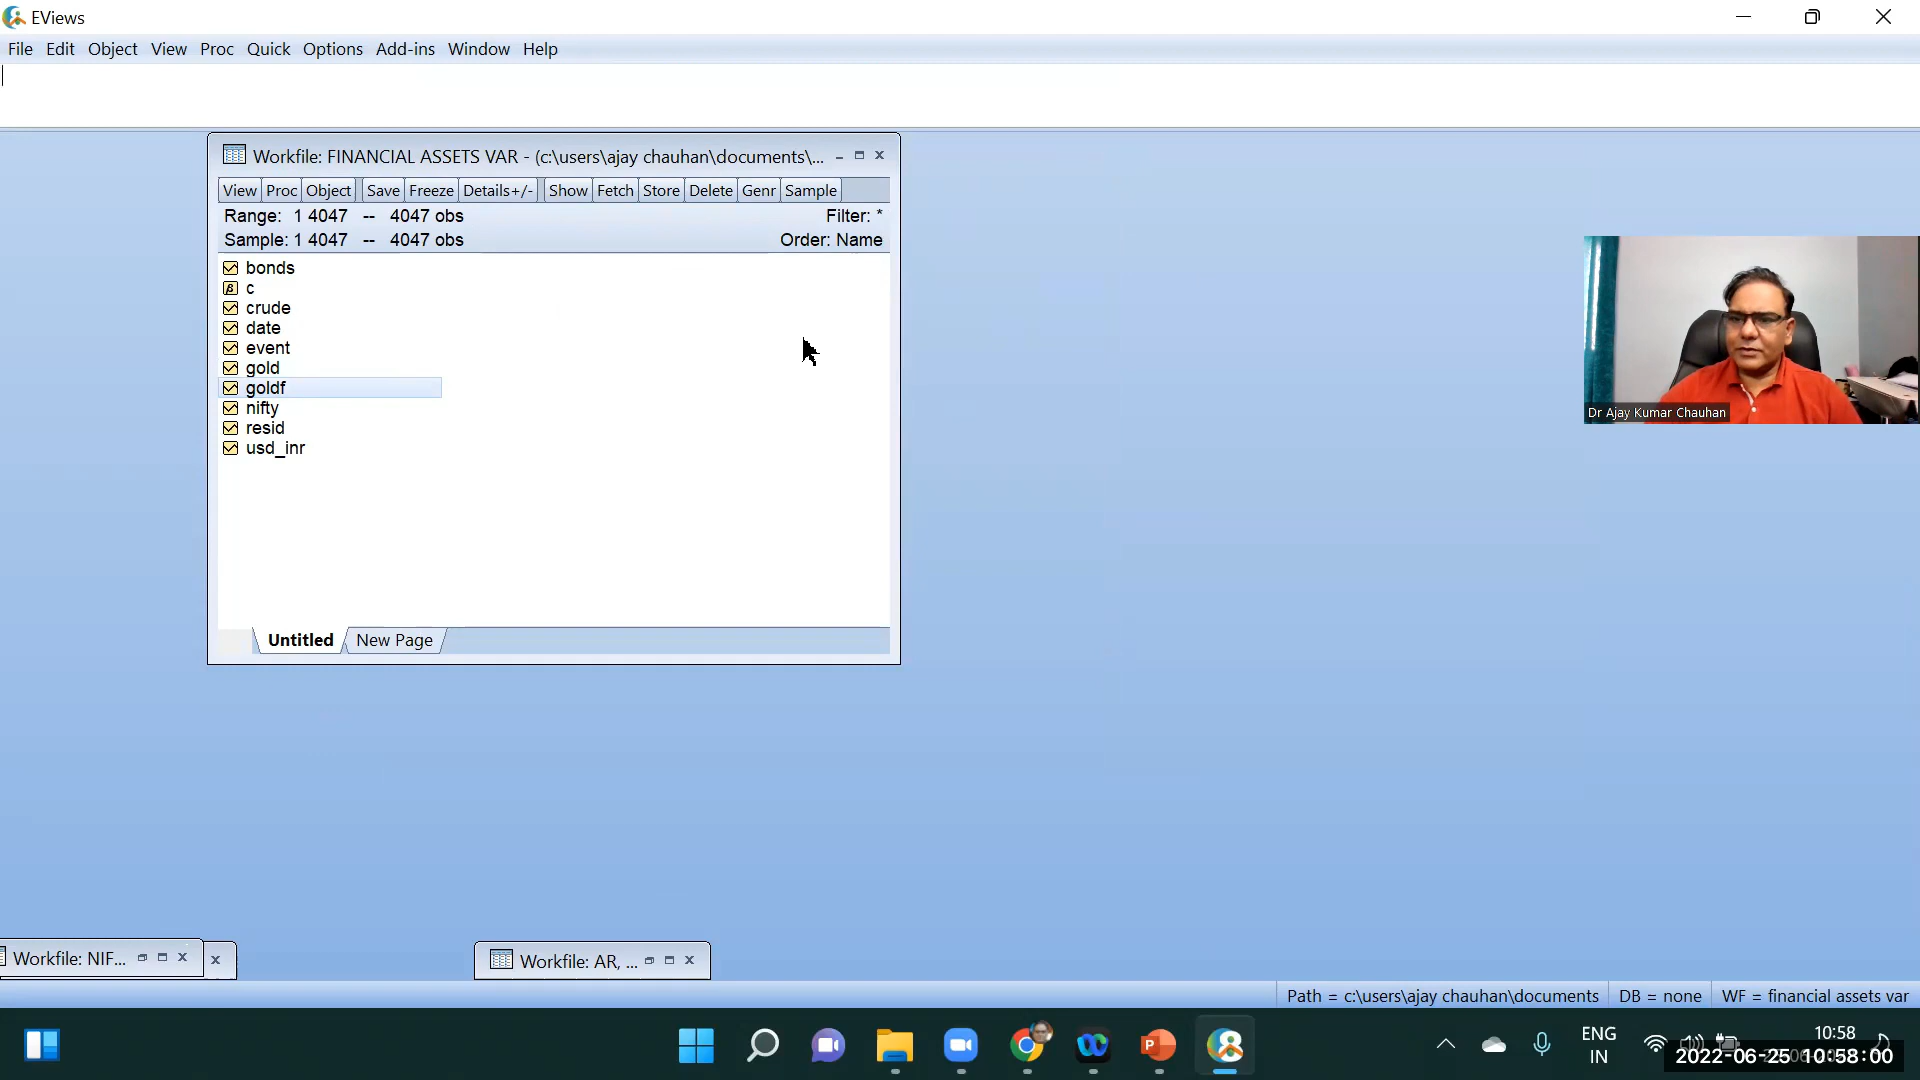 EViews
File Edit Object View Proc Quick Options Add-ins Window Help
Workfile: FINANCIAL ASSETS VAR - (c:\users\ajay chauhan\documents\...
View Proc Object Save Freeze Details+/- Show Fetch Store Delete Genr Sample
Range: 1 4047 -- 4047 obs Filter: *
Sample: 1 4047 -- 4047 obs Order: Name
bonds
β c
crude
date
event
gold
goldf
nifty
resid
usd_inr
Untitled New Page
Dr Ajay Kumar Chauhan
Workfile: NIF...
Workfile: AR, ...
Path = c:\users\ajay chauhan\documents DB = none WF = financial assets var
ENG
IN
10:58
2022-06-25 10:58:00